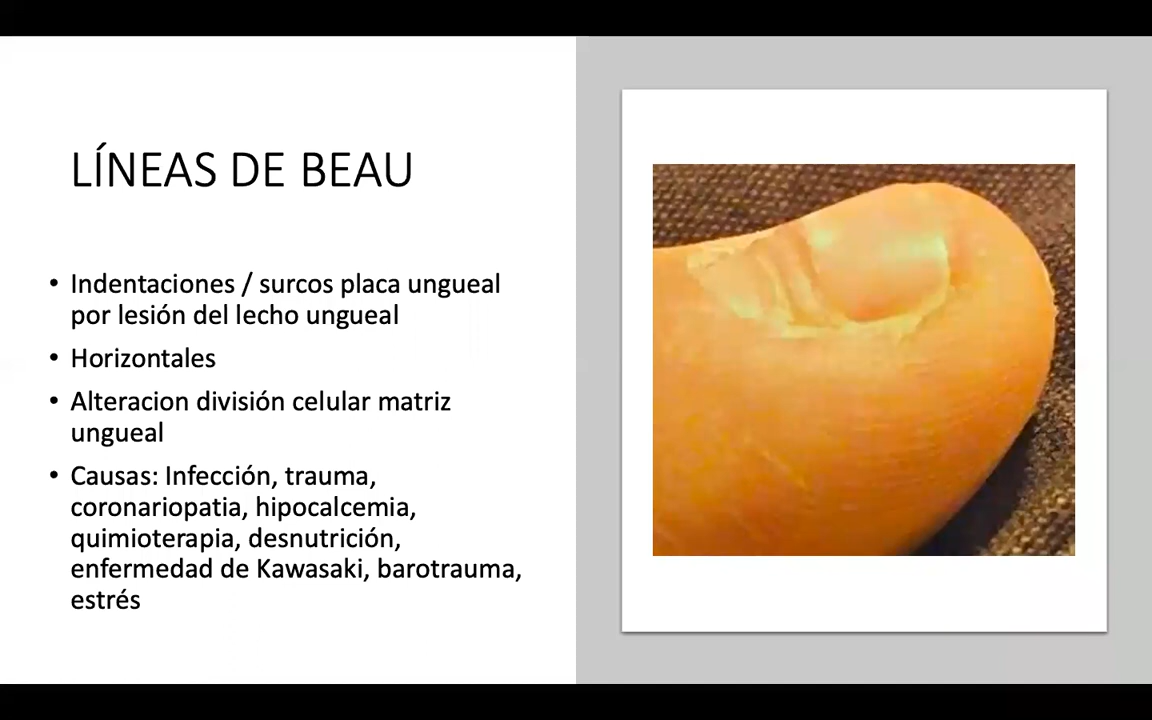 LÍNEAS DE BEAU
• Indentaciones / surcos placa ungueal
por lesión del lecho ungueal
• Horizontales
• Alteracion división celular matriz
ungueal
• Causas: Infección, trauma,
coronariopatia, hipocalcemia,
quimioterapia, desnutrición,
enfermedad de Kawasaki, barotrauma,
estrés